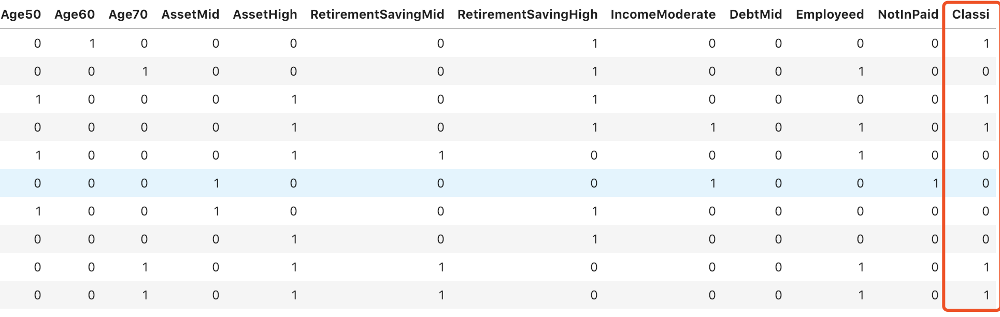 Age50 Age60 Age70 AssetMid AssetHigh RetirementSavingMid RetirementSavingHigh IncomeModerate DebtMid Employeed NotInPaid Classi
0 1 0 0 0 0 1 0 0 0 0 1
0 0 1 0 0 0 1 0 0 1 0 0
1 0 0 0 1 0 1 0 0 0 0 1
0 0 0 0 1 0 1 1 0 1 0 1
1 0 0 0 1 1 0 0 0 1 0 0
0 0 0 1 0 0 0 1 0 0 1 0
1 0 0 1 0 0 1 0 0 0 0 0
0 0 0 0 1 0 1 0 0 0 0 0
0 0 1 0 1 1 0 0 0 1 0 1
0 0 1 0 1 1 0 0 0 1 0 1